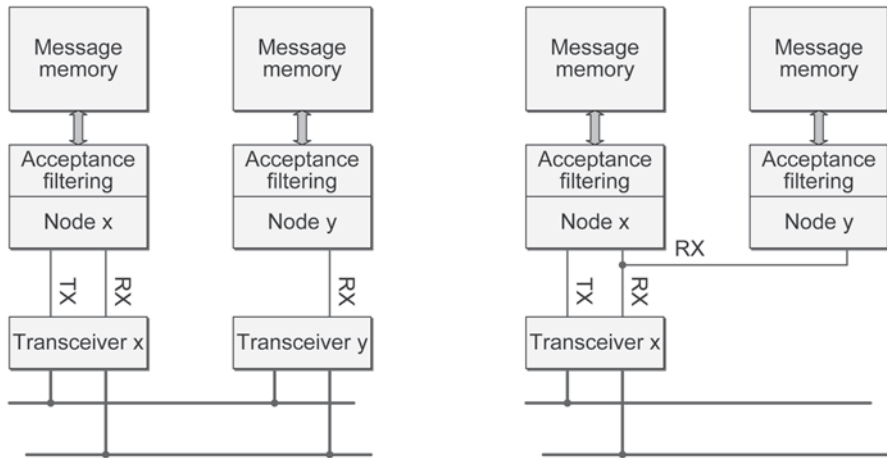 Message
memory
Message
memory
Message
memory
Message
memory
Acceptance
filtering
Acceptance
filtering
Acceptance
filtering
Acceptance
filtering
Node x
Node y
Node x
Node y
RX
TX
RX
RX
TX
RX
Transceiver x
Transceiver y
Transceiver x